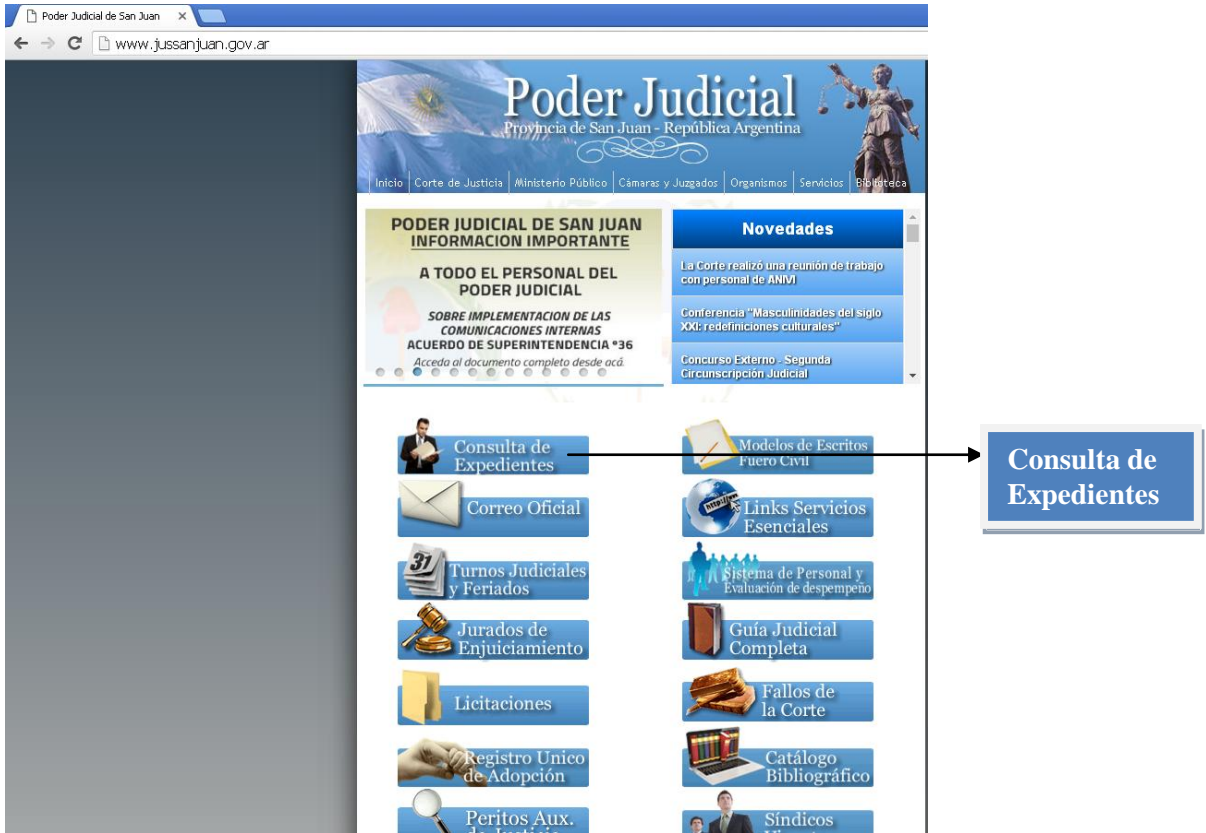 Poder Judicial de San Juan
www.jussanjuan.gov.ar
Poder Judicial
Provincia de San Juan - República Argentina
Inicio Corte de Justicia Ministerio Público Cámaras y Juzgados Organismos Servicios Biblioteca
PODER JUDICIAL DE SAN JUAN
INFORMACION IMPORTANTE
A TODO EL PERSONAL DEL
PODER JUDICIAL
SOBRE IMPLEMENTACION DE LAS
COMUNICACIONES INTERNAS
ACUERDO DE SUPERINTENDENCIA °36
Acceda al documento completo desde acá.
Novedades
La Corte realizó una reunión de trabajo
con personal de ANIVI
Conferencia "Masculinidades del siglo
XXI: redefiniciones culturales"
Concurso Externo - Segunda
Circunscripción Judicial
Consulta de
Expedientes
Modelos de Escritos
Fuero Civil
Consulta de
Expedientes
Correo Oficial
http://ww
Links Servicios
Esenciales
31
Turnos Judiciales
y Feriados
Sistema de Personal y
Evaluación de despempeño
Jurados de
Enjuiciamiento
Guía Judicial
Completa
Licitaciones
Fallos de
la Corte
Registro Unico
de Adopción
Catálogo
Bibliográfico
Peritos Aux.
de Justicia
Síndicos